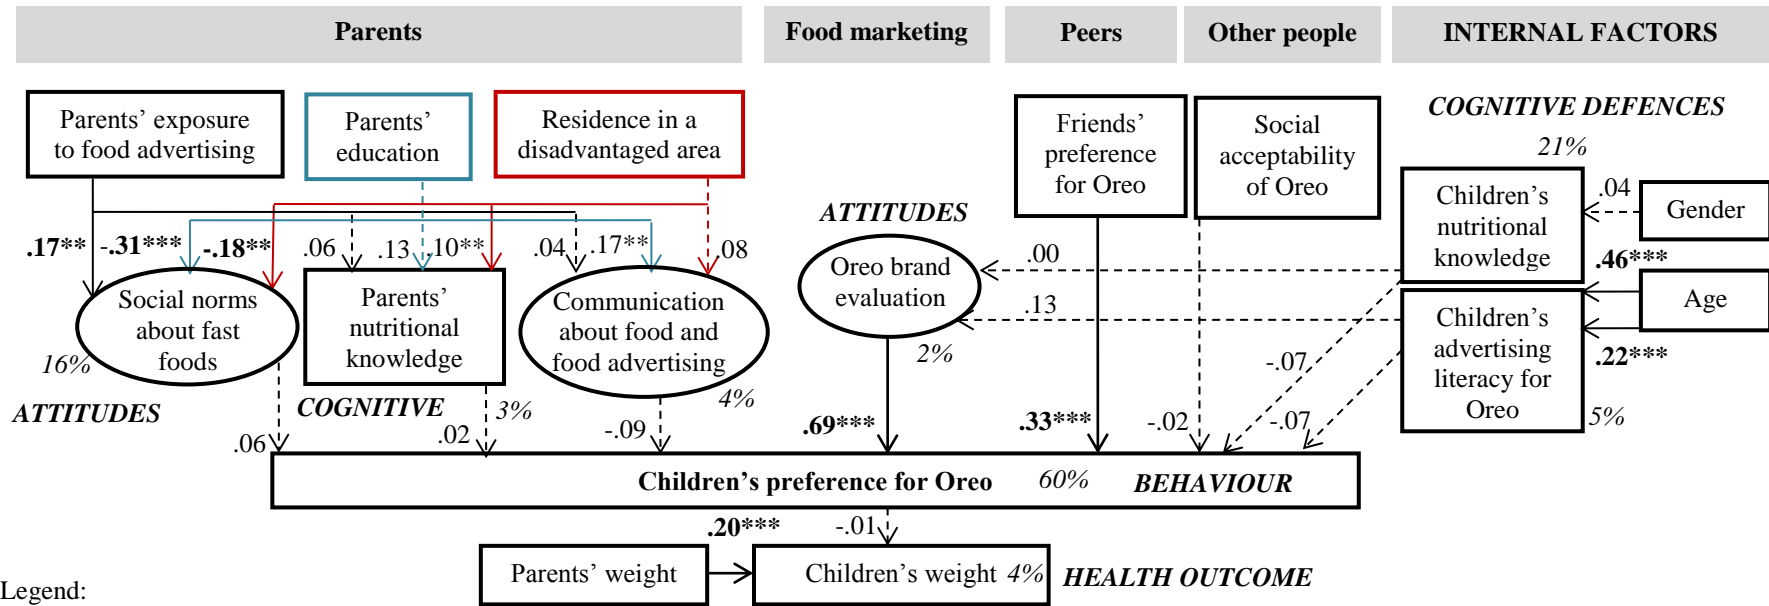 Parents
Food marketing
Peers
Other people
INTERNAL FACTORS
Parents’ exposure
to food advertising
Parents’
education
Residence in a
disadvantaged area
Friends’
preference
for Oreo
Social
acceptability
of Oreo
COGNITIVE DEFENCES
21%
Children’s
nutritional
knowledge
.04
Gender
.46***
Age
.22***
Children’s
advertising
literacy for
Oreo
5%
ATTITUDES
Oreo brand
evaluation
2%
.00
.13
.17**
-.31***
-.18**
.06
.13
.10**
.04
.17**
.08
Social norms
about fast
foods
16%
ATTITUDES
Parents’
nutritional
knowledge
COGNITIVE
3%
Communication
about food and
food advertising
4%
.06
.02
-.09
.69***
.33***
-.02
-.07
-.07
Children’s preference for Oreo
60%
BEHAVIOUR
.20***
-.01
Parents’ weight
Children’s weight 4%
HEALTH OUTCOME
Legend: